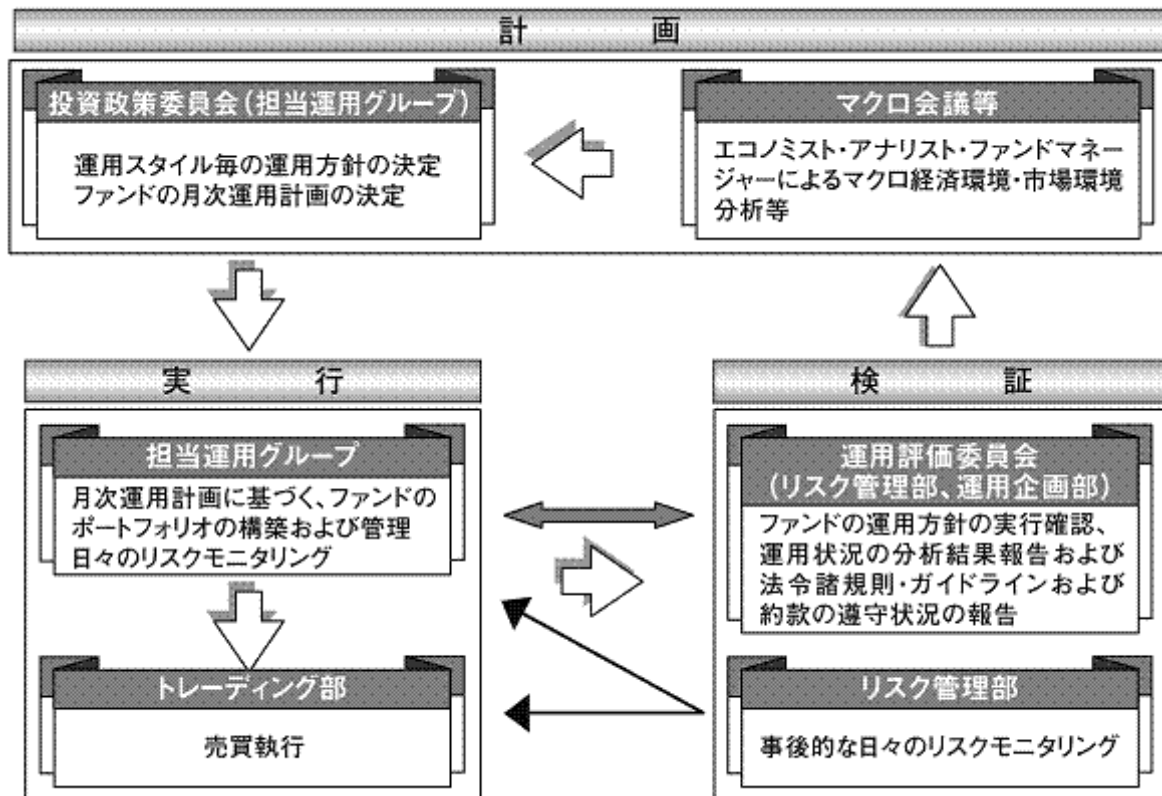 計画
投資政策委員会(担当運用グループ)
運用スタイル毎の運用方針の決定
ファンドの月次運用計画の決定
マクロ会議等
エコノミスト・アナリスト・ファンドマネー
ジャーによるマクロ経済環境・市場環境
分析等
実行
担当運用グループ
月次運用計画に基づく、ファンドの
ポートフォリオの構築および管理
日々のリスクモニタリング
トレーディング部
売買執行
検証
運用評価委員会
(リスク管理部、運用企画部)
ファンドの運用方針の実行確認、
運用状況の分析結果報告および
法令諸規則・ガイドラインおよび
約款の遵守状況の報告
リスク管理部
事後的な日々のリスクモニタリング